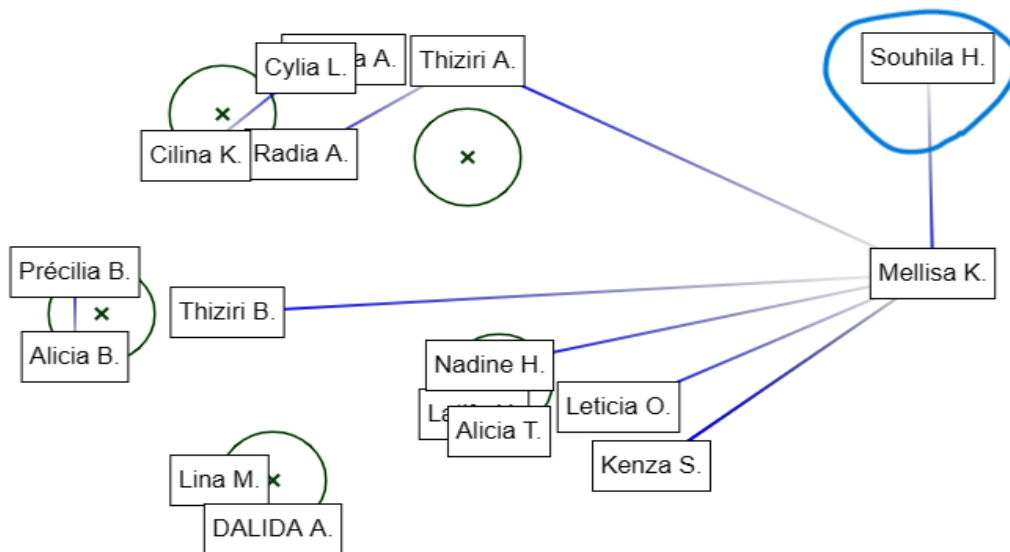 Cylia L.
a A.
Thiziri A.
Souhila H.
Cilina K.
Radia A.
Précilia B.
Mellisa K.
Thiziri B.
Alicia B.
Nadine H.
Leticia O.
Alicia T.
Kenza S.
Lina M.
DALIDA A.